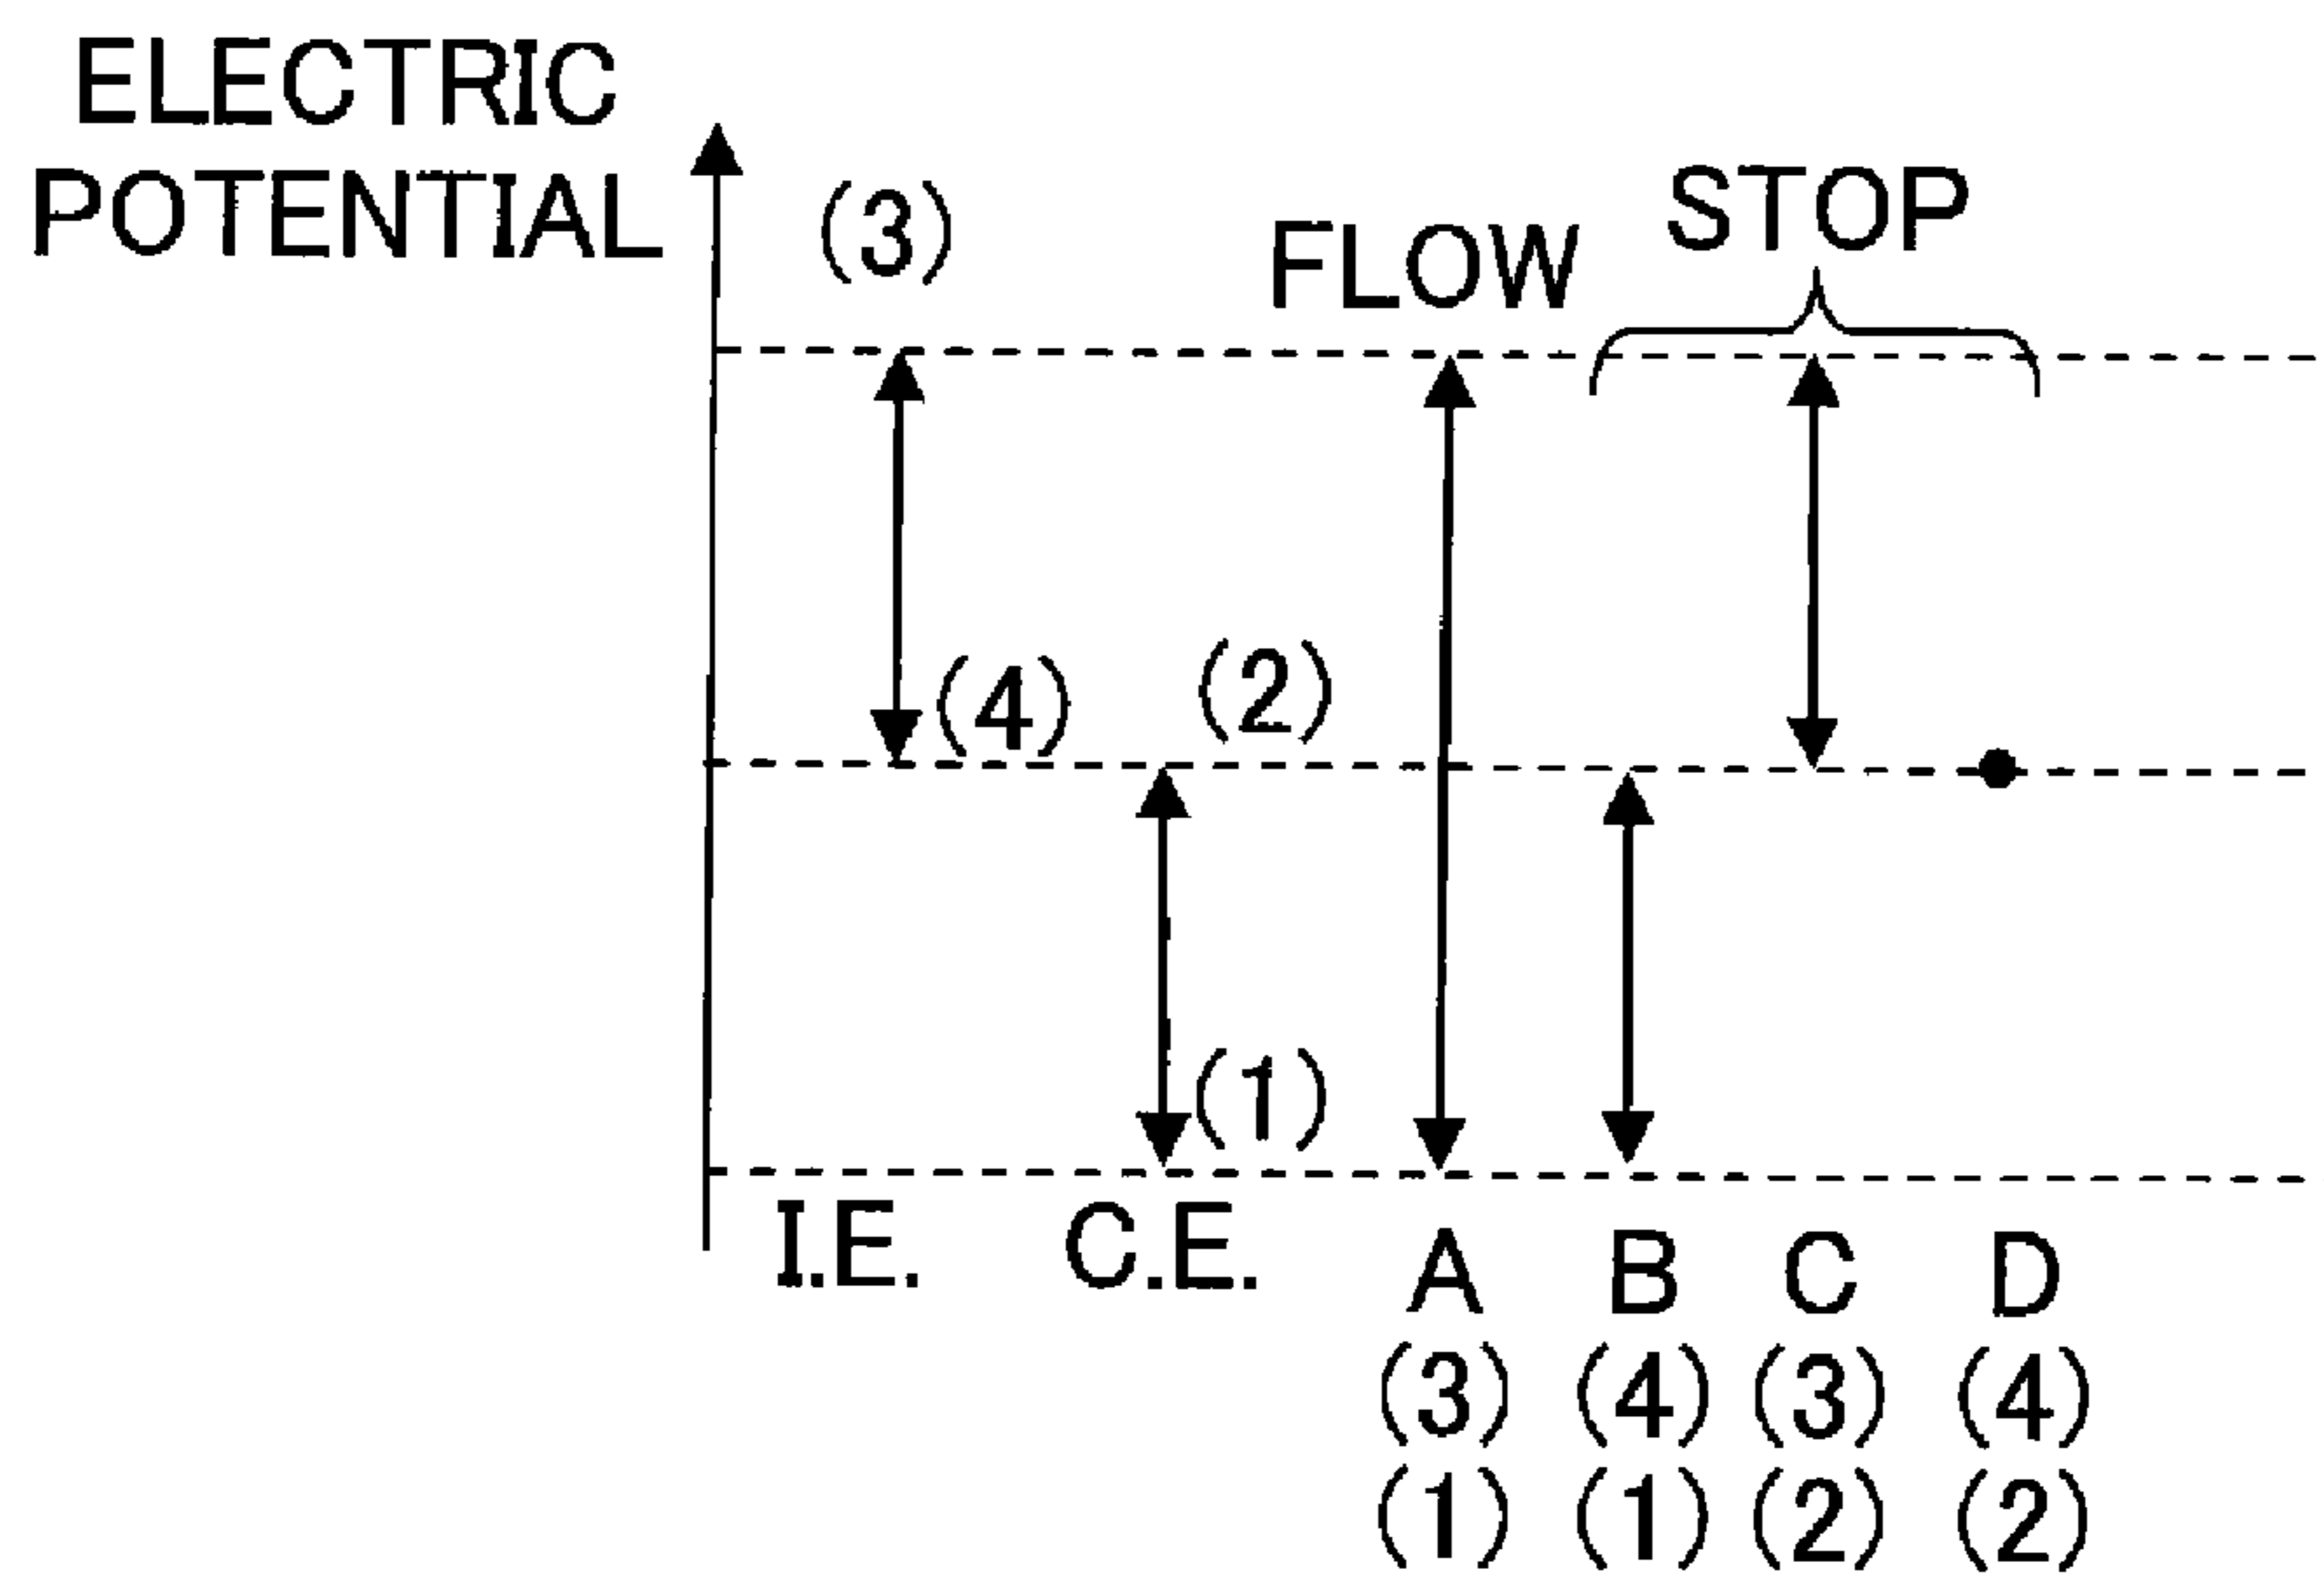 ELECTRIC
POTENTIAL
(3)
FLOW
STOP
(4)
(2)
(1)
I.E.
C.E.
A B C D
(3) (4) (3) (4)
(1) (1) (2) (2)